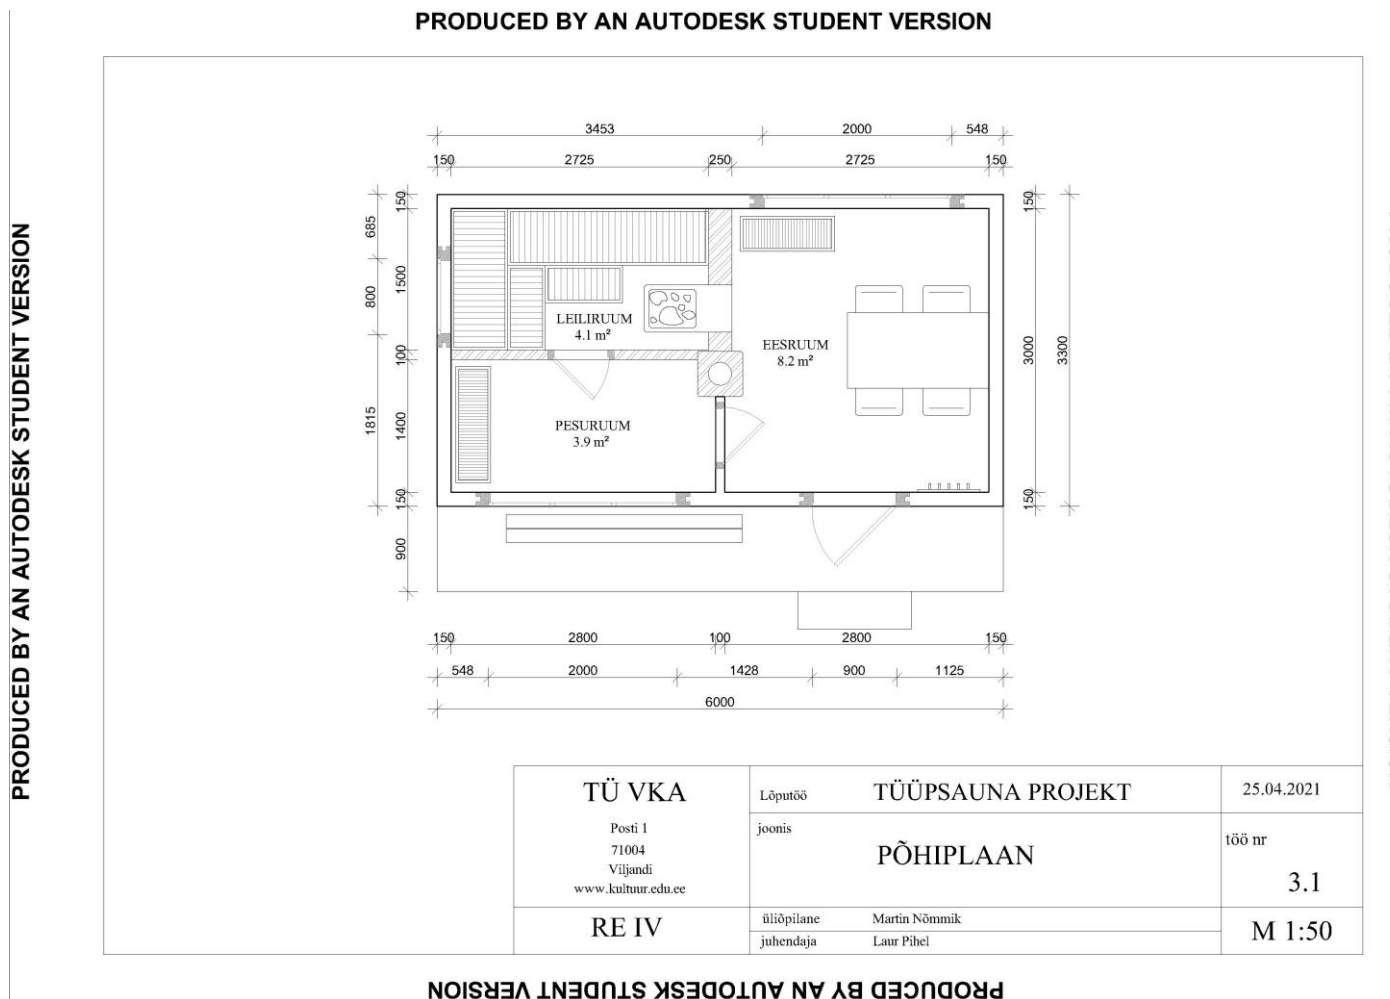 PRODUCED BY AN AUTODESK STUDENT VERSION
PRODUCED BY AN AUTODESK STUDENT VERSION
3453 2000 548
150 2725 250 2725 150
685
800
1815
150
1500
100
1400
150
900
150
3000
150
3300
LEILIRUUM
4.1 m²
EESRUUM
8.2 m²
PESURUUM
3.9 m²
150 2800 100 2800 150
548 2000 1428 900 1125
6000
TÜ VKA
Posti 1
71004
Viljandi
www.kultuur.edu.ee
RE IV
Lõputöö TÜÜPSAUNA PROJEKT
25.04.2021
joonis
PÕHIPLAAN
töö nr
3.1
üliõpilane Martin Nõmmik
juhendaja Laur Pihel
M 1:50
PRODUCED BY AN AUTODESK STUDENT VERSION